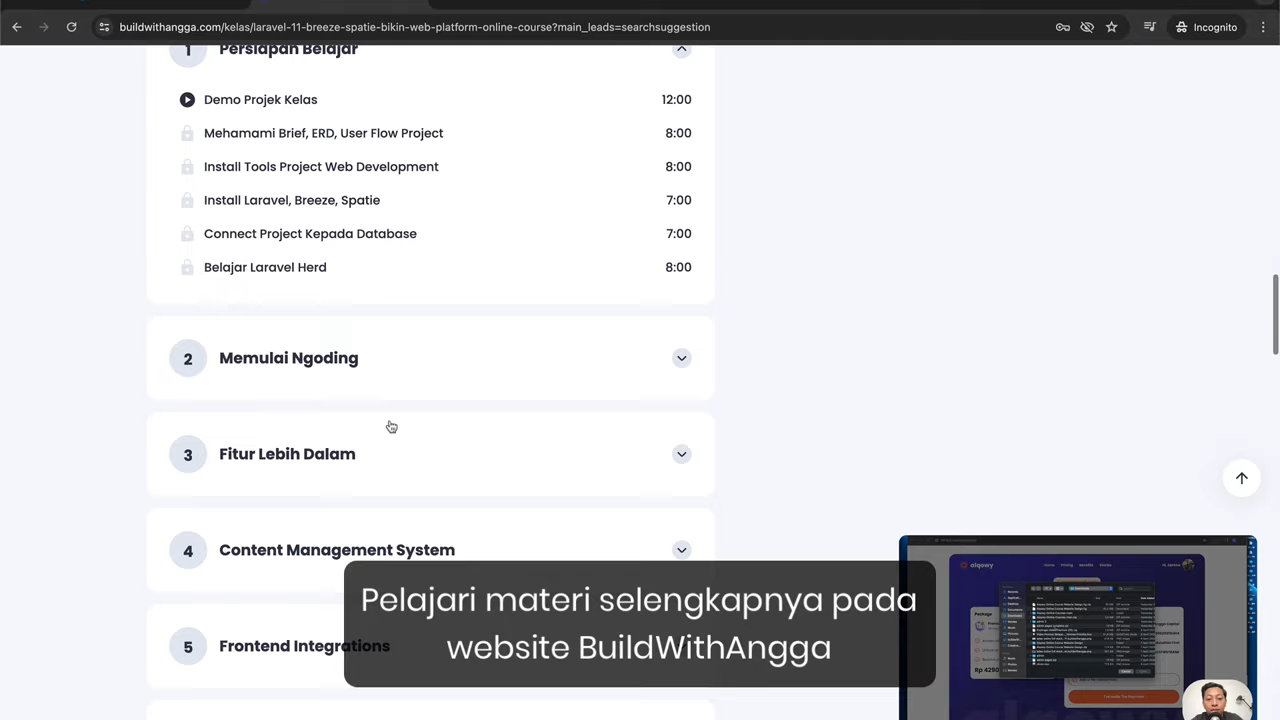 buildwithangga.com/kelas/laravel-11-breeze-spatie-bikin-web-platform-online-course?main_leads=searchsuggestion
Incognito
1 Persiapan Belajar
Demo Projek Kelas 12:00
Mehamami Brief, ERD, User Flow Project 8:00
Install Tools Project Web Development 8:00
Install Laravel, Breeze, Spatie 7:00
Connect Project Kepada Database 7:00
Belajar Laravel Herd 8:00
2 Memulai Ngoding
3 Fitur Lebih Dalam
4 Content Management System
5 Frontend Integrations
Pelajari materi selengkapnya pada
sesi BuildWithAngga
alqowy
Package